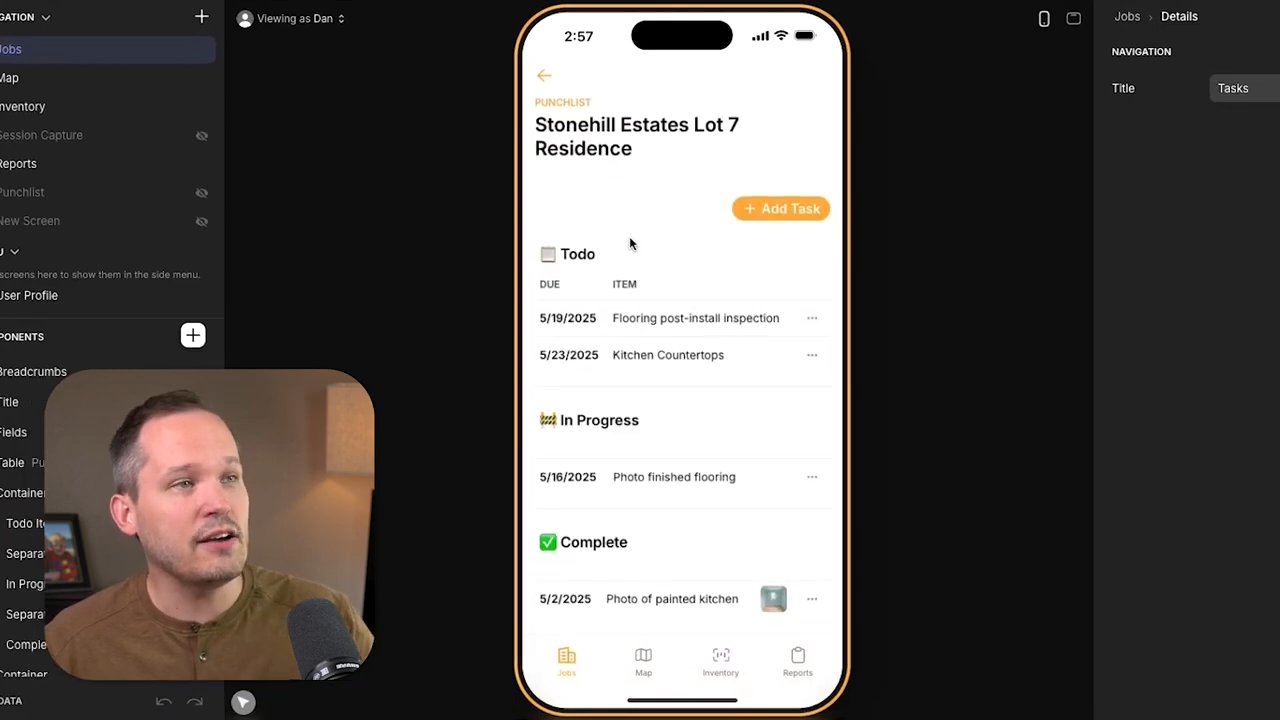 GATION
Jobs
Map
Inventory
Session Capture
Reports
Punchlist
New Screen
U
screens here to show them in the side menu.
User Profile
PONENTS
Breadcrumbs
Title
Fields
Table Pu
Container
Todo Ite
Separa
In Prog
Separa
Comple
Container
DATA
Viewing as Dan
2:57
PUNCHLIST
Stonehill Estates Lot 7
Residence
+ Add Task
Todo
DUE ITEM
5/19/2025 Flooring post-install inspection
5/23/2025 Kitchen Countertops
In Progress
5/16/2025 Photo finished flooring
Complete
5/2/2025 Photo of painted kitchen
Jobs Map Inventory Reports
Jobs › Details
NAVIGATION
Title Tasks